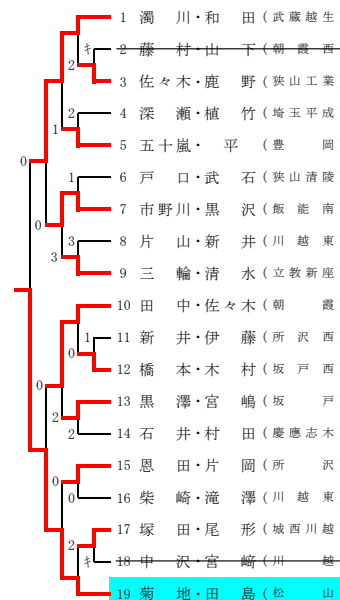 1 濁川・和田(武蔵越生
キ 2 藤村・山下(朝霞西
2
3 佐々木・鹿野(狭山工業
2 4 深瀬・植竹(埼玉平成
1
5 五十嵐・平(豊岡
0
1 6 戸口・武石(狭山清陵
7 市野川・黒沢(飯能南
0
3 8 片山・新井(川越東
3
9 三輪・清水(立教新座
10 田中・佐々木(朝霞
1 11 新井・伊藤(所沢西
0
12 橋本・木村(坂戸西
0
13 黒澤・宮嶋(坂戸
2
2 14 石井・村田(慶應志木
15 恩田・片岡(所沢
0
0 16 柴崎・滝澤(川越東
17 塚田・尾形(城西川越
2
キ 18 中沢・宮﨑(川越
19 菊地・田島(松山